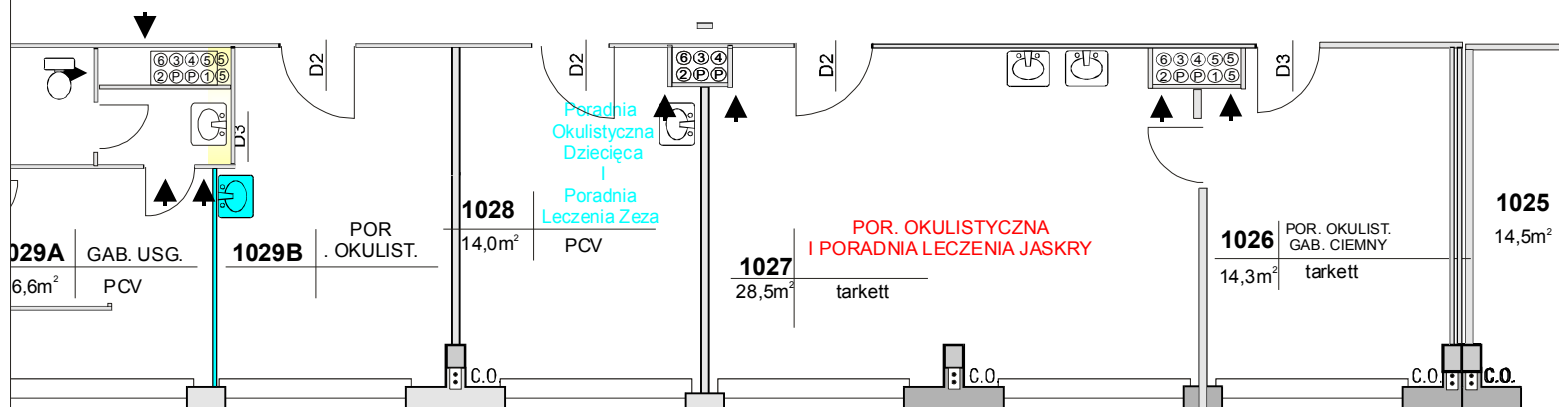 ⑥③④⑤⑤
②ⓅⓅ①⑤
D3
029A
GAB. USG.
6,6m²
PCV
D2
1029B
POR
. OKULIST.
D2
Poradnia
Okulistyczna
Dziecięca
I
Poradnia
Leczenia Zeza
1028
14,0m²
PCV
⑥③④
②ⓅⓅ
D2
POR. OKULISTYCZNA
I PORADNIA LECZENIA JASKRY
1027
28,5m²
tarkett
⑥③④⑤⑤
②ⓅⓅ①⑤
D3
1026
POR. OKULIST.
GAB. CIEMNY
14,3m²
tarkett
1025
14,5m²
C.O.
C.O.
C.O.
C.O.